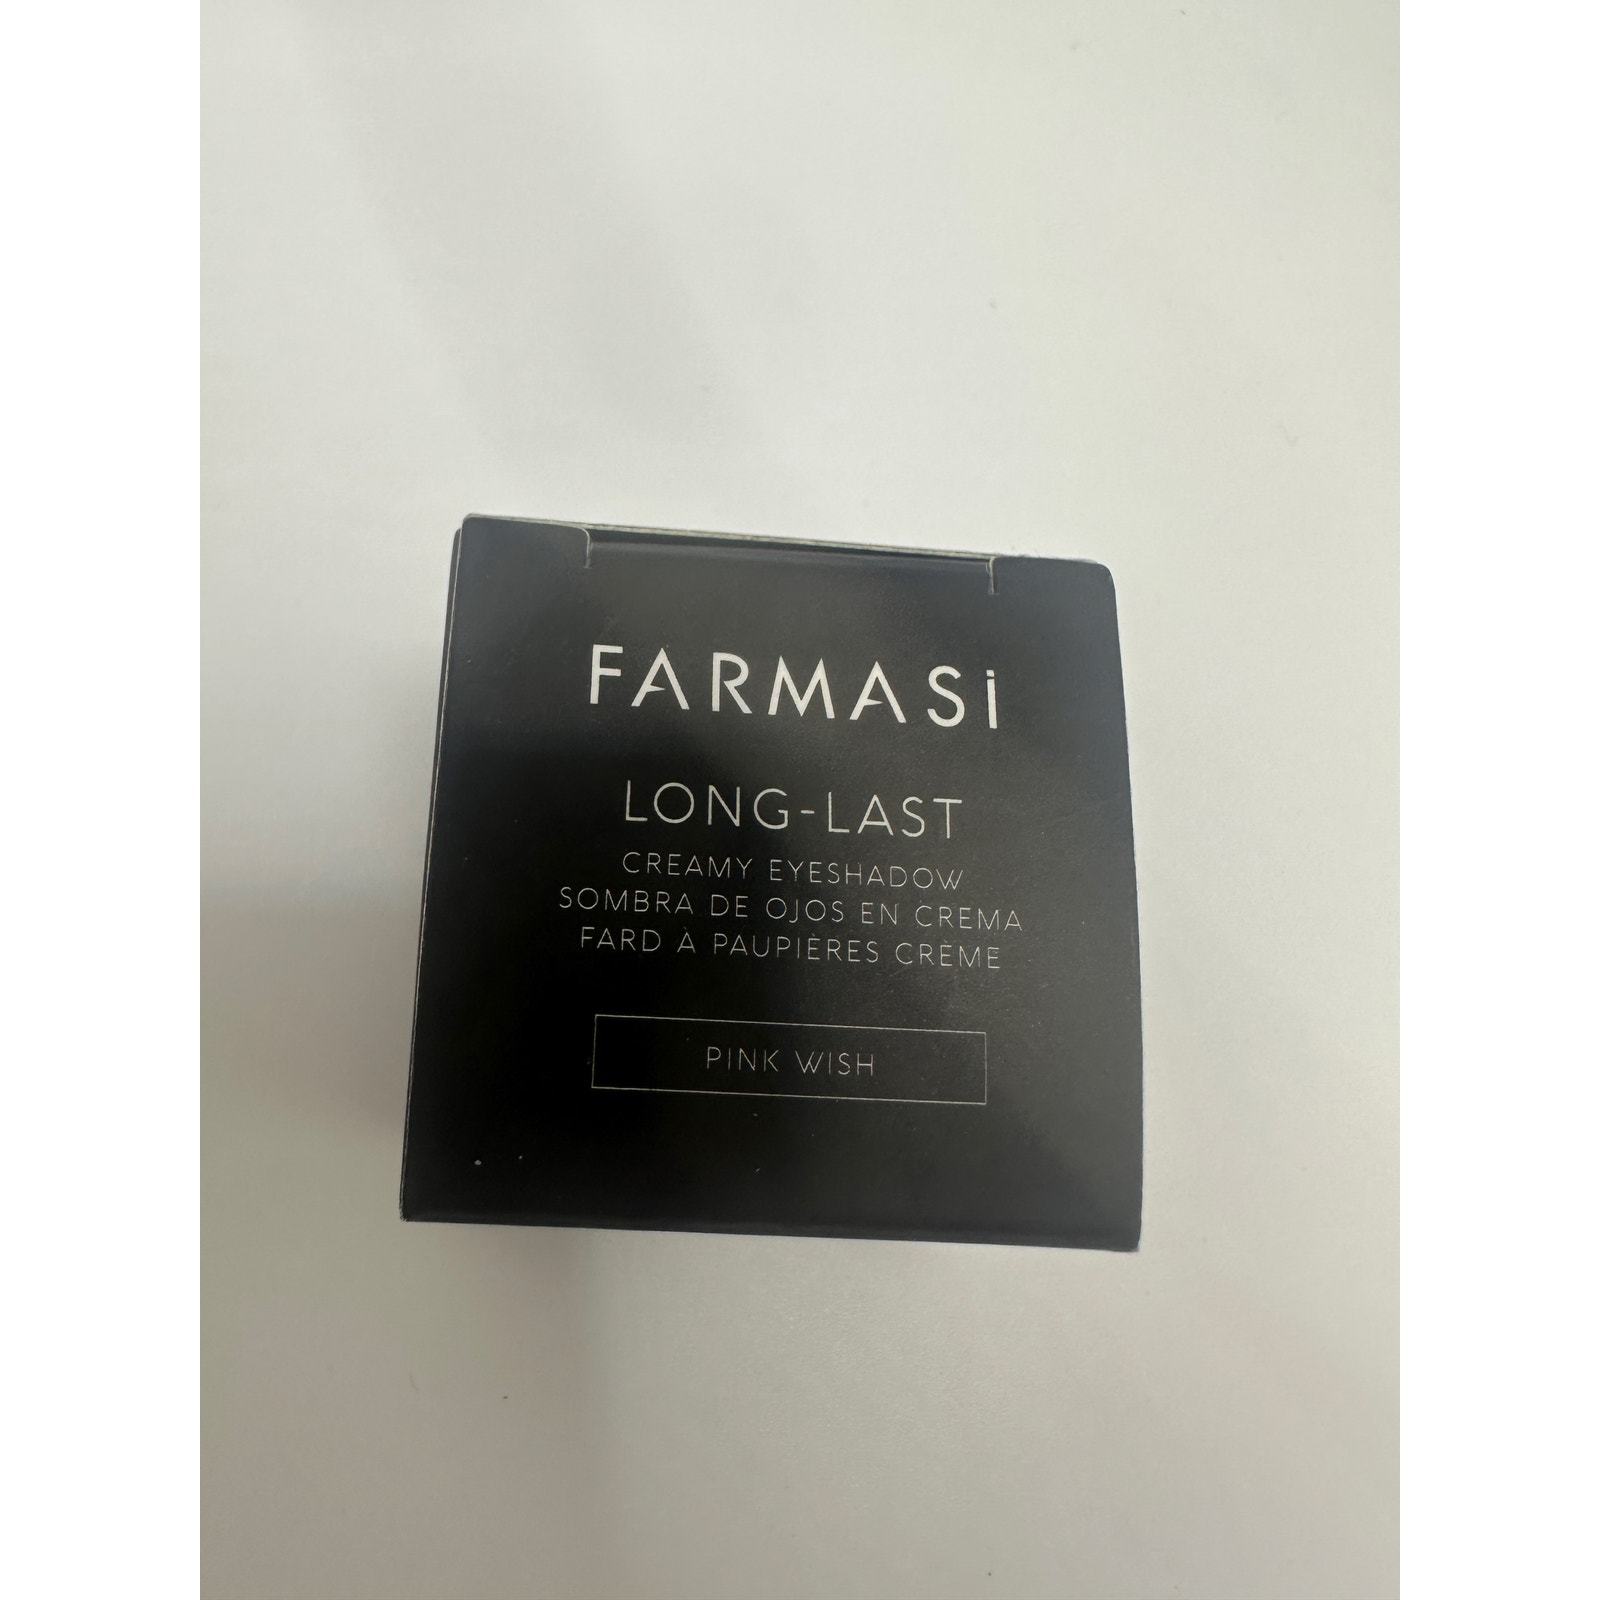 FARMASi
LONG-LAST
CREAMY EYESHADOW
SOMBRA DE OJOS EN CREMA
FARD À PAUPIÈRES CRÈME
PINK WISH